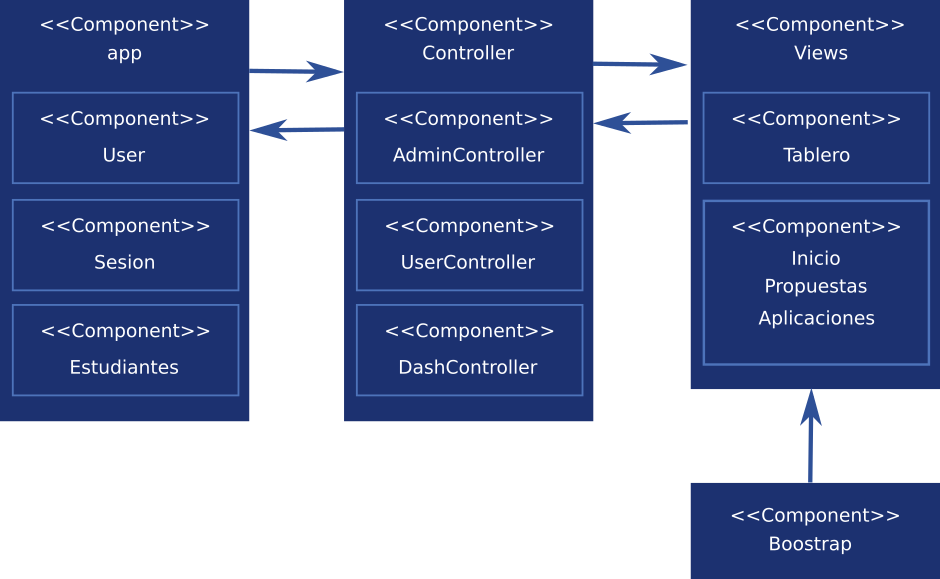 <<Component>>
app
<<Component>>
User
<<Component>>
Sesion
<<Component>>
Estudiantes
<<Component>>
Controller
<<Component>>
AdminController
<<Component>>
UserController
<<Component>>
DashController
<<Component>>
Views
<<Component>>
Tablero
<<Component>>
Inicio
Propuestas
Aplicaciones
<<Component>>
Boostrap